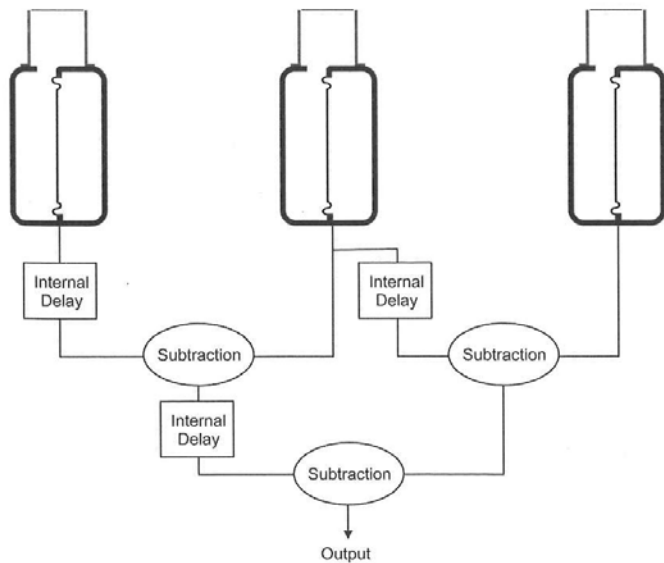 Internal
Delay
Internal
Delay
Subtraction
Subtraction
Internal
Delay
Subtraction
Output